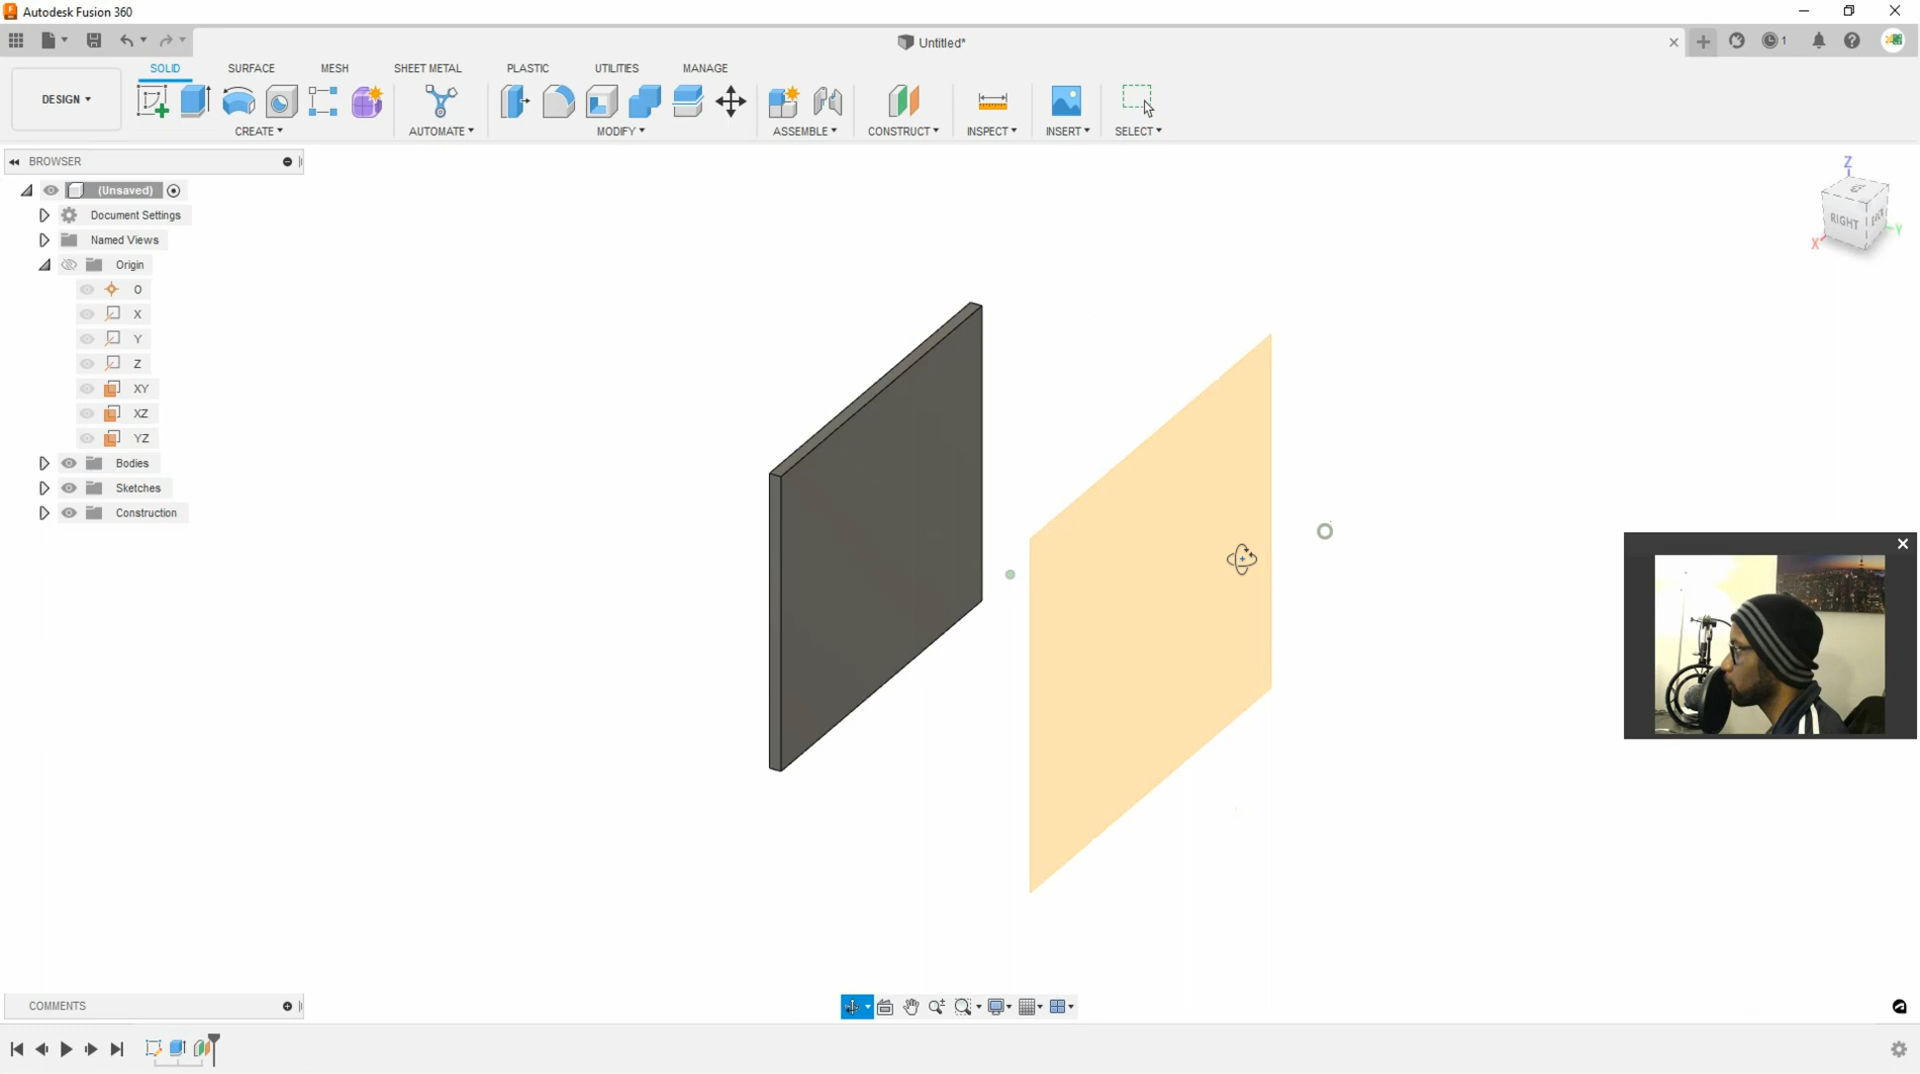 Autodesk Fusion 360
Untitled*
1
DESIGN
SOLID
SURFACE
MESH
SHEET METAL
PLASTIC
UTILITIES
MANAGE
CREATE
AUTOMATE
MODIFY
ASSEMBLE
CONSTRUCT
INSPECT
INSERT
SELECT
BROWSER
(Unsaved)
Document Settings
Named Views
Origin
O
X
Y
Z
XY
XZ
YZ
Bodies
Sketches
Construction
Z
RIGHT
X
Y
COMMENTS